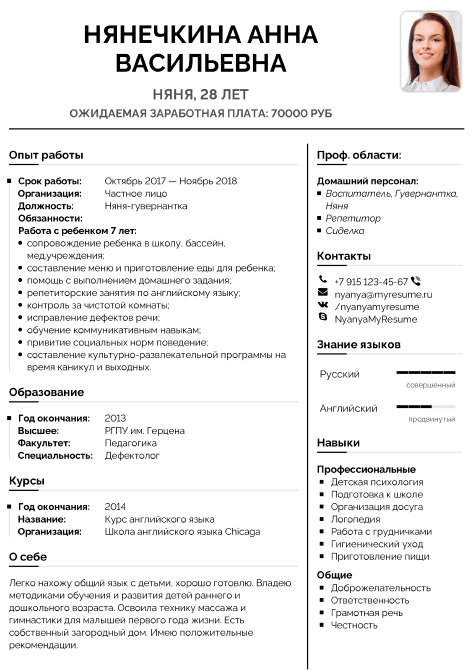 НЯНЕЧКИНА АННА
ВАСИЛЬЕВНА
НЯНЯ, 28 ЛЕТ
ОЖИДАЕМАЯ ЗАРАБОТНАЯ ПЛАТА: 70000 РУБ
Опыт работы
Срок работы: Октябрь 2017 — Ноябрь 2018
Организация: Частное лицо
Должность: Няня-гувернантка
Обязанности:
Работа с ребенком 7 лет:
сопровождение ребенка в школу, бассейн,
мед.учреждения;
составление меню и приготовление еды для ребенка;
помощь с выполнением домашнего задания;
репетиторские занятия по английскому языку;
контроль за чистотой комнаты;
исправление дефектов речи;
обучение коммуникативным навыкам;
привитие социальных норм поведение;
составление культурно-развлекательной программы на
время каникул и выходных.
Образование
Год окончания: 2013
Высшее: РГПУ им. Герцена
Факультет: Педагогика
Специальность: Дефектолог
Курсы
Год окончания: 2014
Название: Курс английского языка
Организация: Школа английского языка Chicaga
О себе
Легко нахожу общий язык с детьми, хорошо готовлю. Владею
методиками обучения и развития детей раннего и
дошкольного возраста. Освоила технику массажа и
гимнастики для малышей первого года жизни. Есть
собственный загородный дом. Имею положительные
рекомендации.
Проф. области:
Домашний персонал:
Воспитатель, Гувернантка,
Няня
Репетитор
Сиделка
Контакты
+7 915 123-45-67
nyanya@myresume.ru
/nyanyamyresume
NyanyaMyResume
Знание языков
Русский
совершенный
Английский
продвинутый
Навыки
Профессиональные
Детская психология
Подготовка к школе
Организация досуга
Логопедия
Работа с грудничками
Гигиенический уход
Приготовление пищи
Общие
Доброжелательность
Ответственность
Грамотная речь
Честность